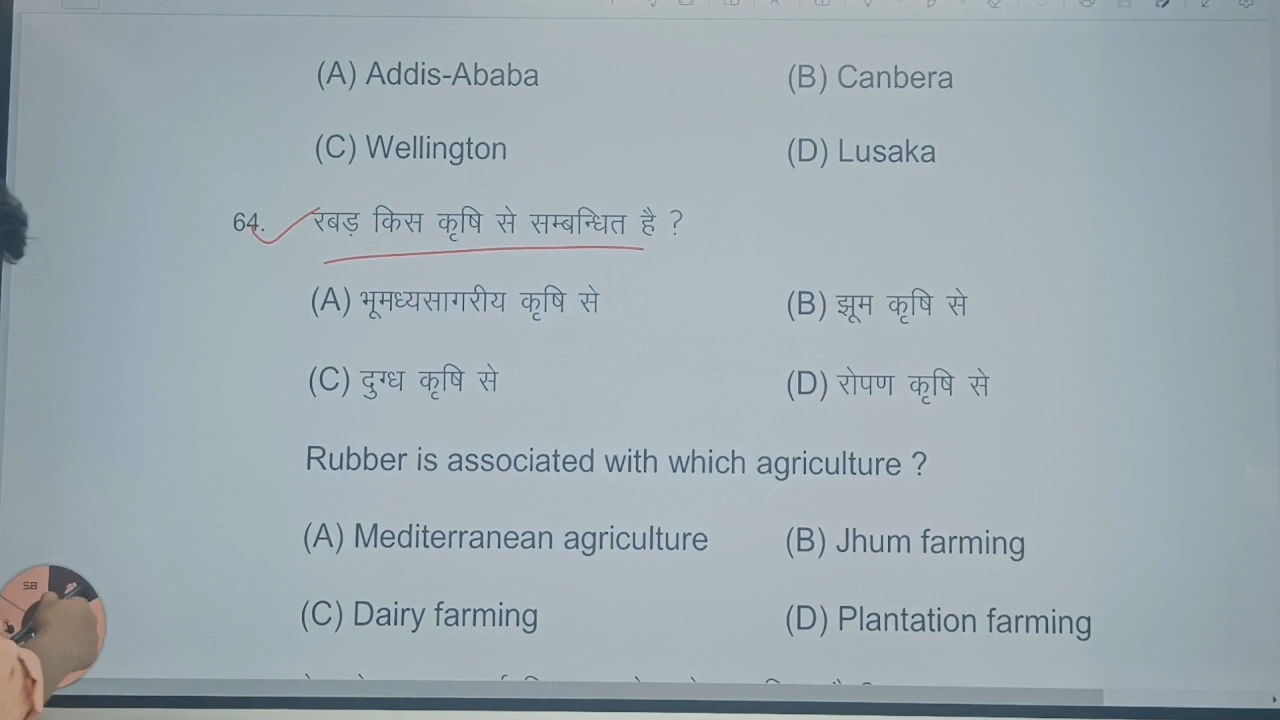 (A) Addis-Ababa (B) Canbera
(C) Wellington (D) Lusaka
64. रबड़ किस कृषि से सम्बन्धित है ?
(A) भूमध्यसागरीय कृषि से (B) झूम कृषि से
(C) दुग्ध कृषि से (D) रोपण कृषि से
Rubber is associated with which agriculture ?
(A) Mediterranean agriculture (B) Jhum farming
(C) Dairy farming (D) Plantation farming
SB